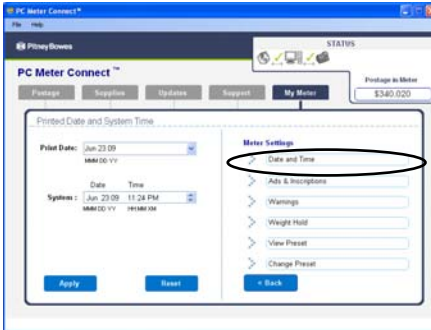 PC Meter Connect™
File Help
Pitney Bowes
STATUS
PC Meter Connect ™
Postage in Meter
$340.020
Postage Supplies Updates Support My Meter
Printed Date and System Time
Print Date: Jun 23 09
MMM DD YY
Date Time
System : Jun 23 09 11:24 PM
MMM DD YY HH:MM XM
Meter Settings
Date and Time
Ads & Inscriptions
Warnings
Weight Hold
View Preset
Change Preset
Apply Reset < Back